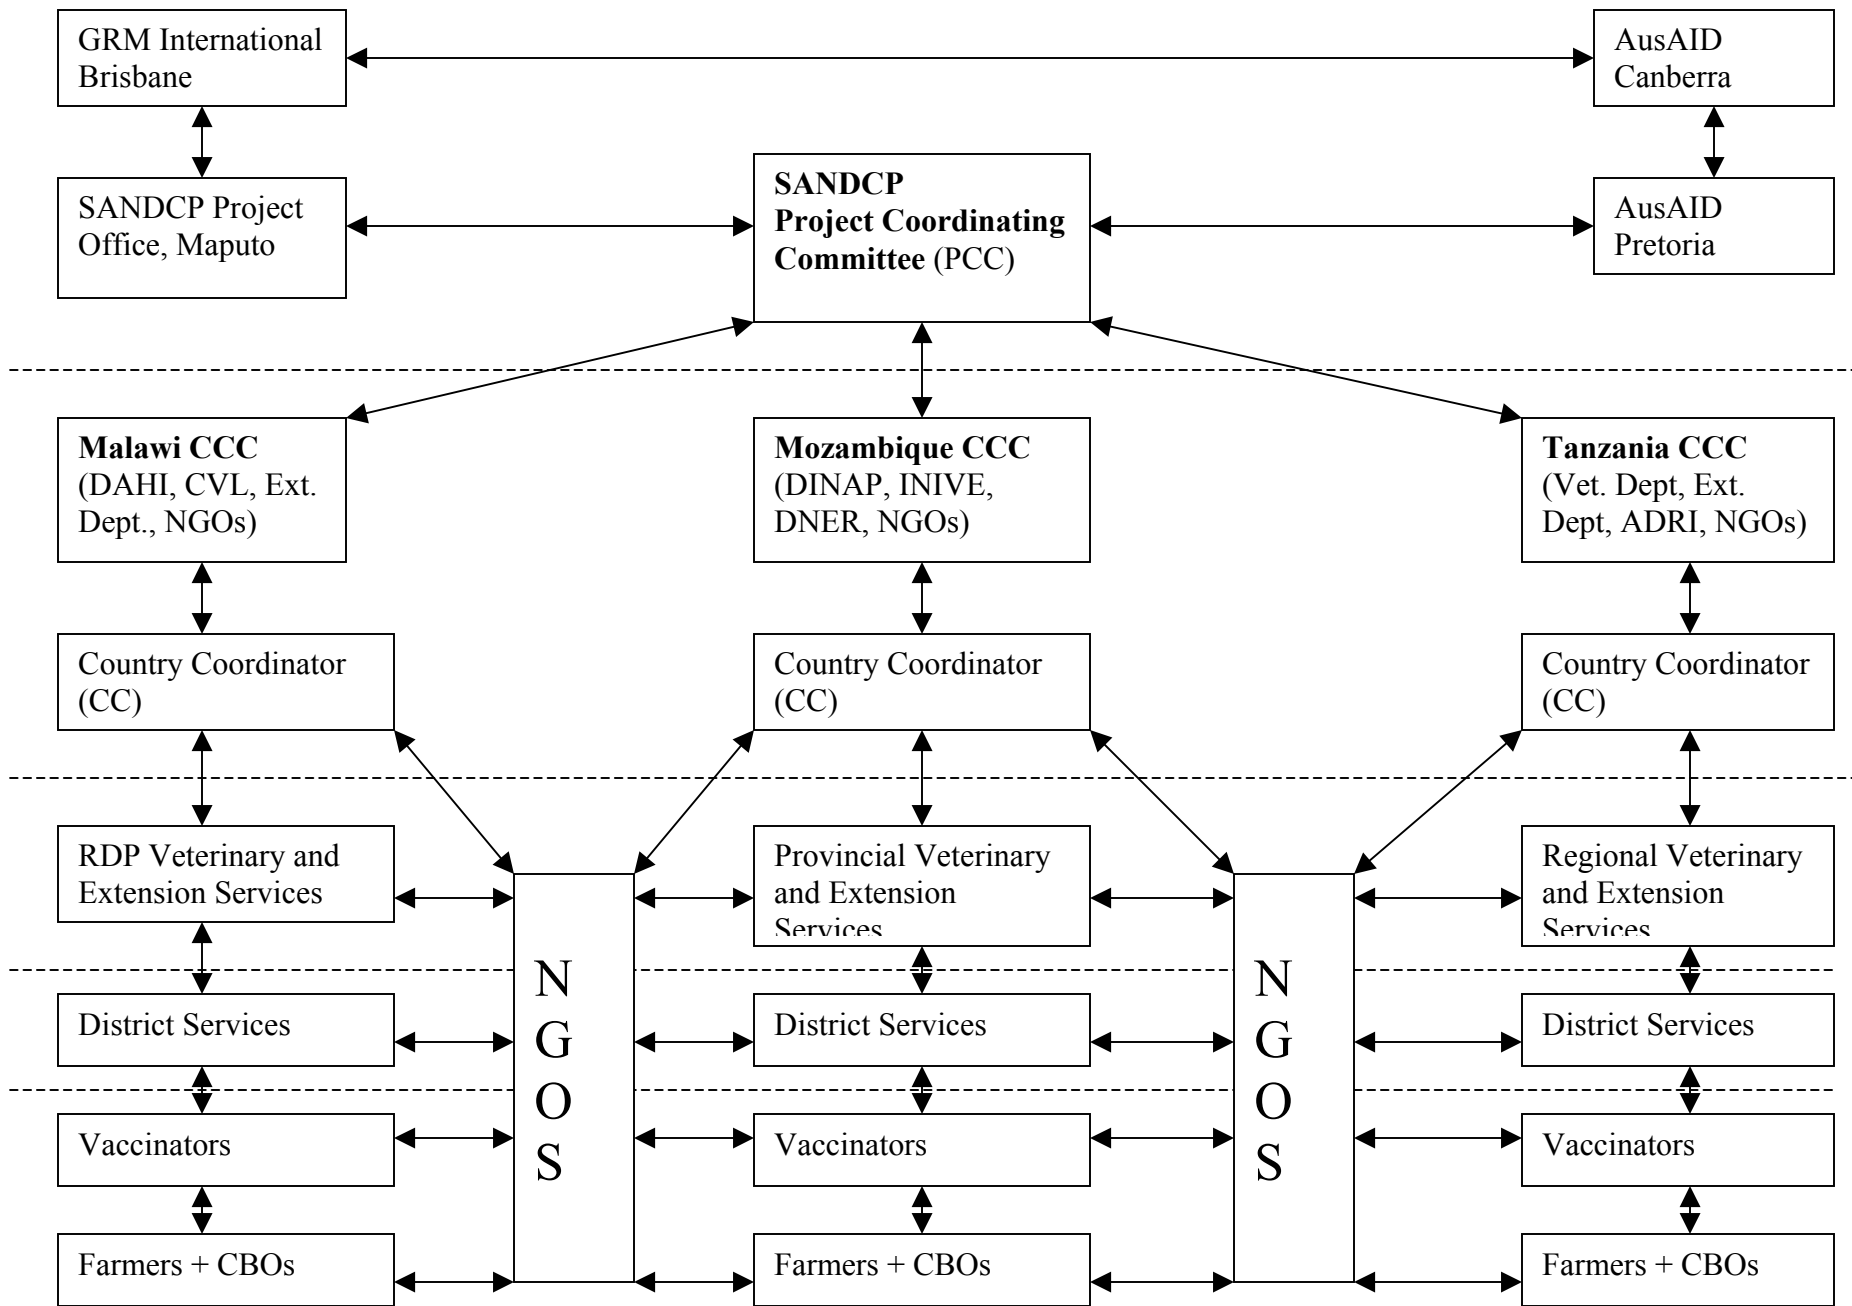 GRM International
Brisbane
AusAID
Canberra
SANDCP Project
Office, Maputo
SANDCP
Project Coordinating
Committee (PCC)
AusAID
Pretoria
Malawi CCC
(DAHI, CVL, Ext.
Dept., NGOs)
Mozambique CCC
(DINAP, INIVE,
DNER, NGOs)
Tanzania CCC
(Vet. Dept, Ext.
Dept, ADRI, NGOs)
Country Coordinator
(CC)
Country Coordinator
(CC)
Country Coordinator
(CC)
RDP Veterinary and
Extension Services
Provincial Veterinary
and Extension
Services
Regional Veterinary
and Extension
Services
N
G
O
S
N
G
O
S
District Services
District Services
District Services
Vaccinators
Vaccinators
Vaccinators
Farmers + CBOs
Farmers + CBOs
Farmers + CBOs